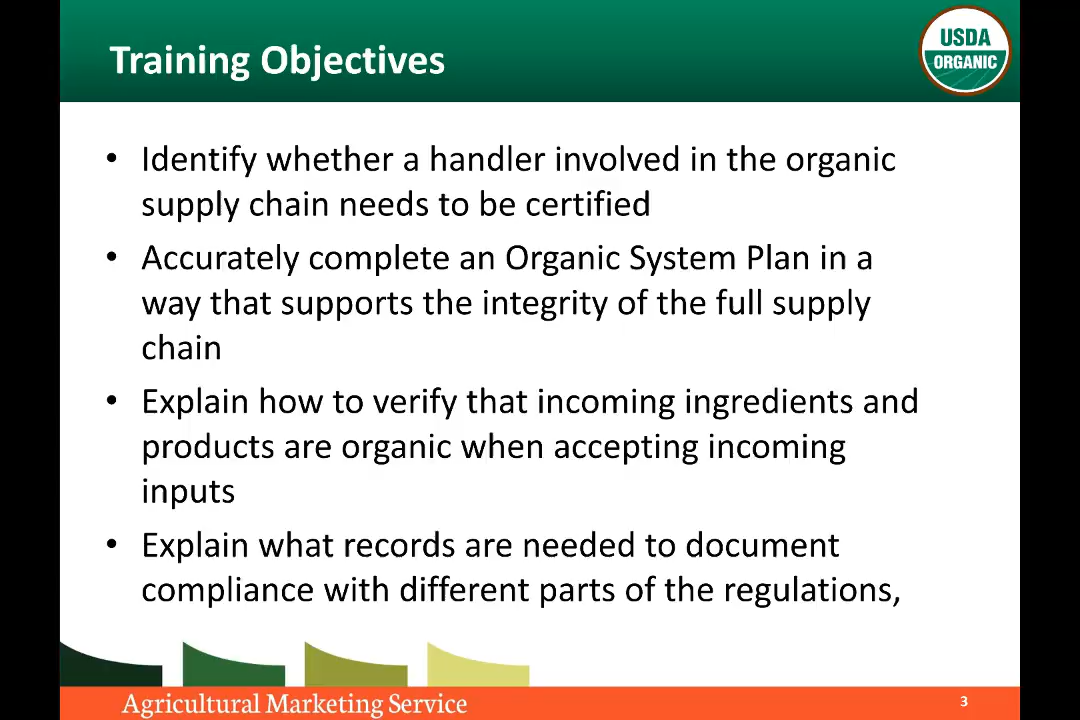 Training Objectives
USDA
ORGANIC
• Identify whether a handler involved in the organic
supply chain needs to be certified
• Accurately complete an Organic System Plan in a
way that supports the integrity of the full supply
chain
• Explain how to verify that incoming ingredients and
products are organic when accepting incoming
inputs
• Explain what records are needed to document
compliance with different parts of the regulations,
Agricultural Marketing Service
3